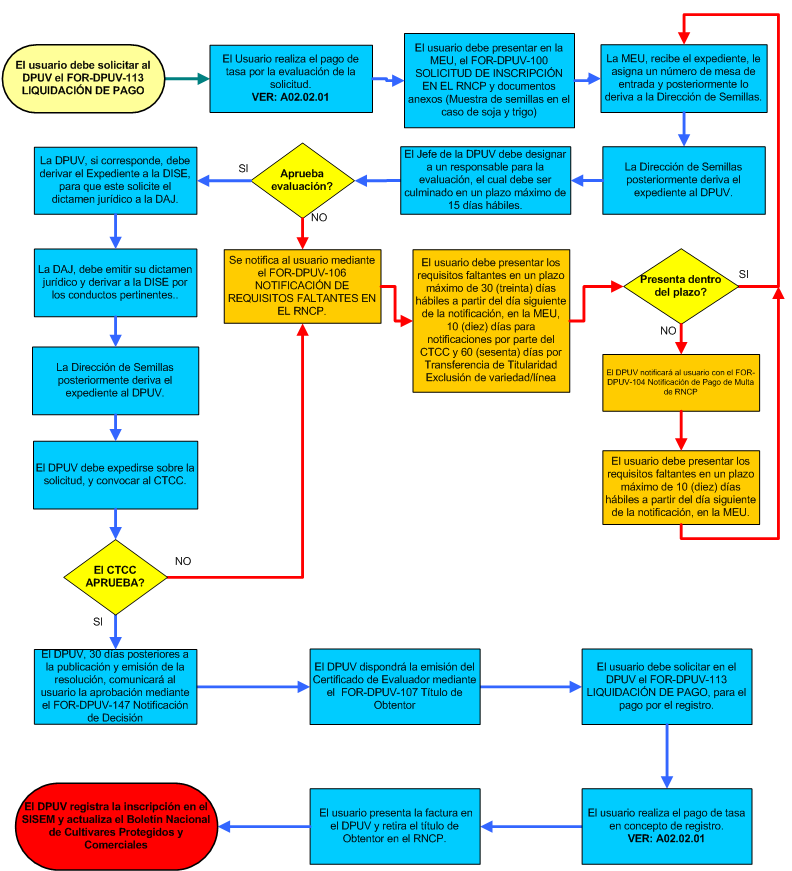 El usuario debe solicitar al
DPUV el FOR-DPUV-113
LIQUIDACIÓN DE PAGO
El Usuario realiza el pago de
tasa por la evaluación de la
solicitud.
VER: A02.02.01
El usuario debe presentar en la
MEU, el FOR-DPUV-100
SOLICITUD DE INSCRIPCIÓN
EN EL RNCP y documentos
anexos (Muestra de semillas en el
caso de soja y trigo)
La MEU, recibe el expediente, le
asigna un número de mesa de
entrada y posteriormente lo
deriva a la Dirección de Semillas.
La Dirección de Semillas
posteriormente deriva el
expediente al DPUV.
El Jefe de la DPUV debe designar
a un responsable para la
evaluación, el cual debe ser
culminado en un plazo máximo de
15 días hábiles.
Aprueba
evaluación?
SI
NO
La DPUV, si corresponde, debe
derivar el Expediente a la DISE,
para que este solicite el
dictamen jurídico a la DAJ.
La DAJ, debe emitir su dictamen
jurídico y derivar a la DISE por
los conductos pertinentes..
La Dirección de Semillas
posteriormente deriva el
expediente al DPUV.
El DPUV debe expedirse sobre la
solicitud, y convocar al CTCC.
El CTCC
APRUEBA?
NO
SI
Se notifica al usuario mediante
el FOR-DPUV-106
NOTIFICACIÓN DE
REQUISITOS FALTANTES EN
EL RNCP.
El usuario debe presentar los
requisitos faltantes en un plazo
máximo de 30 (treinta) días
hábiles a partir del día siguiente
de la notificación, en la MEU,
10 (diez) días para
notificaciones por parte del
CTCC y 60 (sesenta) días por
Transferencia de Titularidad
Exclusión de variedad/línea
Presenta dentro
del plazo?
SI
NO
El DPUV notificará al usuario con el FOR-
DPUV-104 Notificación de Pago de Multa
de RNCP
El usuario debe presentar los
requisitos faltantes en un plazo
máximo de 10 (diez) días
hábiles a partir del día siguiente
de la notificación, en la MEU.
El DPUV, 30 días posteriores a
la publicación y emisión de la
resolución, comunicará al
usuario la aprobación mediante
el FOR-DPUV-147 Notificación
de Decisión
El DPUV dispondrá la emisión del
Certificado de Evaluador mediante
el FOR-DPUV-107 Título de
Obtentor
El usuario debe solicitar en el
DPUV el FOR-DPUV-113
LIQUIDACIÓN DE PAGO, para el
pago por el registro.
El usuario realiza el pago de tasa
en concepto de registro.
VER: A02.02.01
El usuario presenta la factura en
el DPUV y retira el título de
Obtentor en el RNCP.
El DPUV registra la Inscripción en el
SISEM y actualiza el Boletín Nacional
de Cultivares Protegidos y
Comerciales